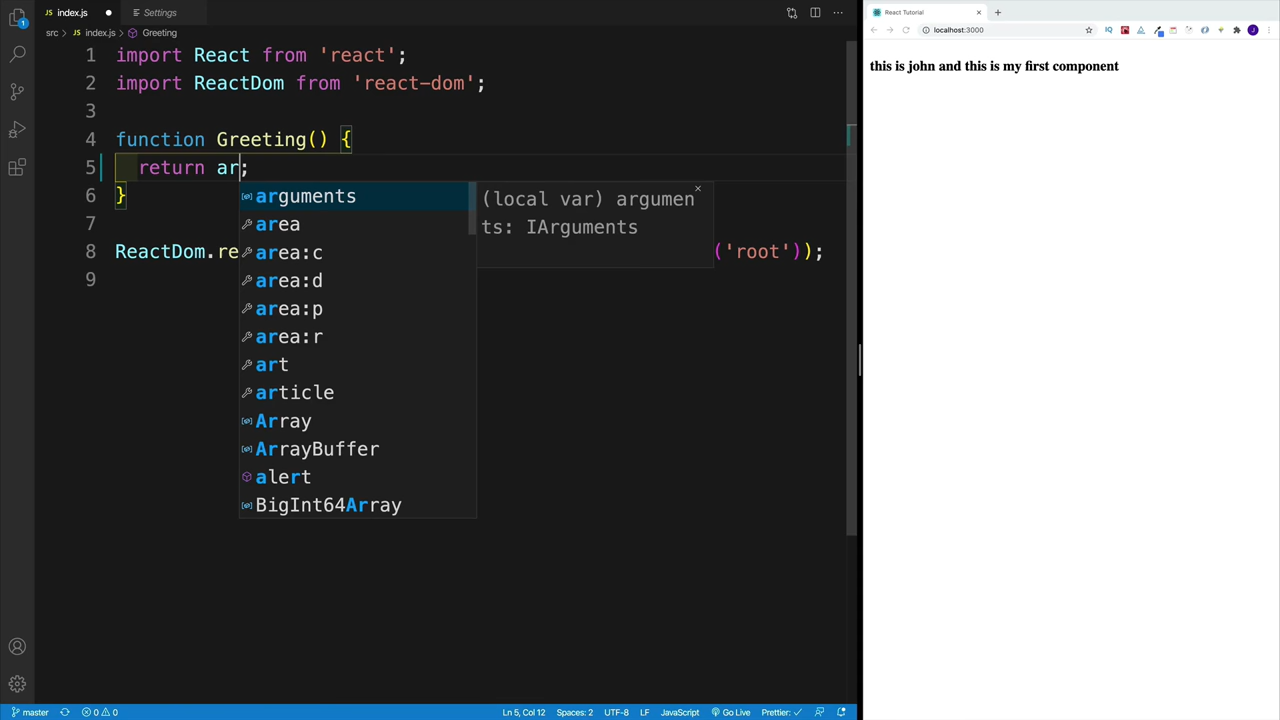 index.js
Settings
src > index.js > Greeting
1 import React from 'react';
2 import ReactDom from 'react-dom';
3
4 function Greeting() {
5 return ar;
6 }
7
8 ReactDom.re ('root'));
9
arguments
area
area:c
area:d
area:p
area:r
art
article
Array
ArrayBuffer
alert
BigInt64Array
(local var) argumen
ts: IArguments
1
master
0 0
Ln 5, Col 12
Spaces: 2
UTF-8
LF
JavaScript
Go Live
Prettier: ✓
React Tutorial
localhost:3000
IQ
J
this is john and this is my first component